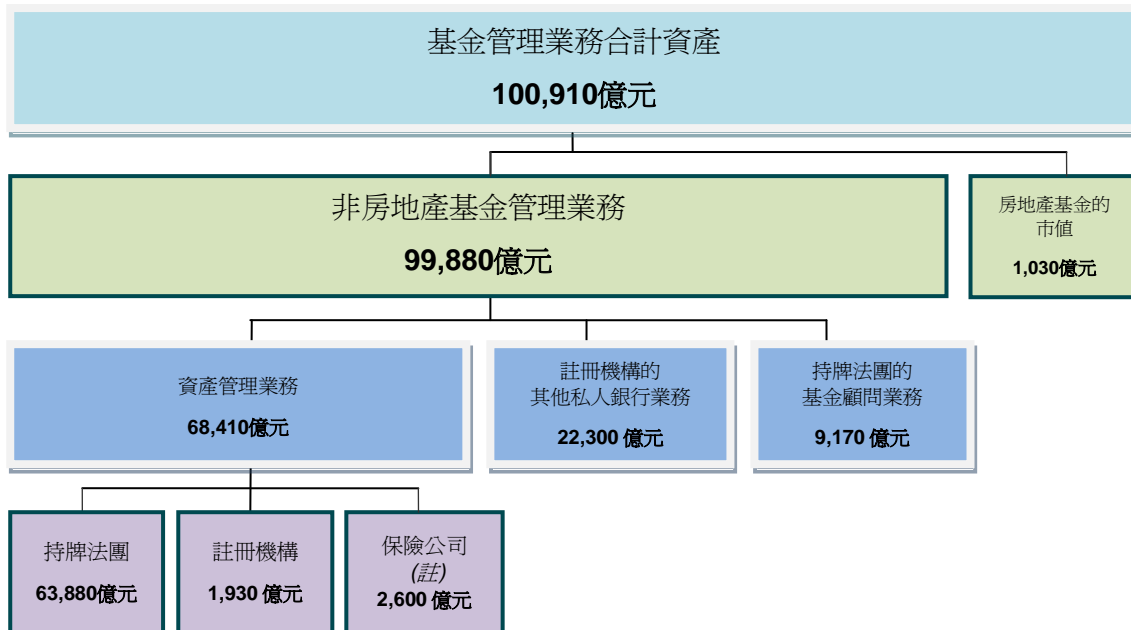 基金管理業務合計資產
100,910億元
非房地產基金管理業務
99,880億元
房地產基金的
市值
1,030億元
資產管理業務
68,410億元
註冊機構的
其他私人銀行業務
22,300 億元
持牌法團的
基金顧問業務
9,170 億元
持牌法團
63,880億元
註冊機構
1,930 億元
保險公司
(註)
2,600 億元